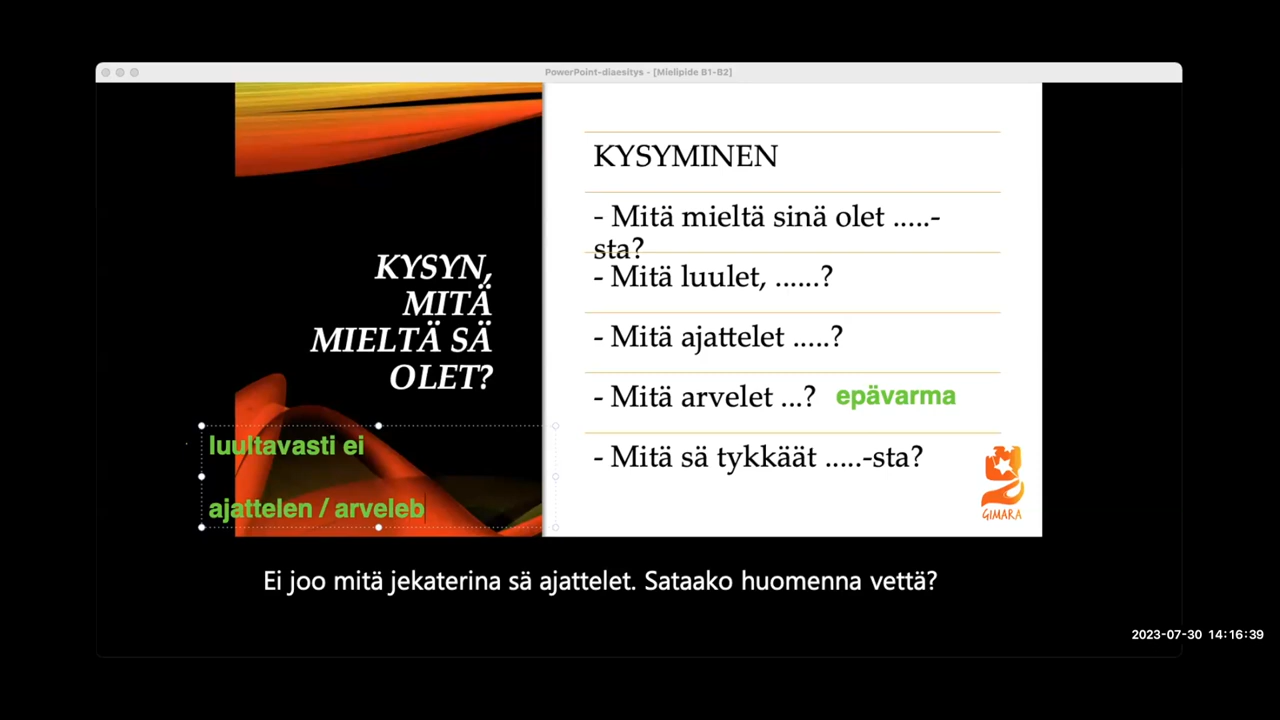 PowerPoint-diaesitys - [Mielipide B1-B2]
KYSYN,
MITÄ
MIELTÄ SÄ
OLET?
luultavasti ei
ajattelen / arveleb
KYSYMINEN
- Mitä mieltä sinä olet .....-
sta?
- Mitä luulet, ......?
- Mitä ajattelet .....?
- Mitä arvelet ...? epävarma
- Mitä sä tykkäät .....-sta?
GIMARA
Ei joo mitä jekaterina sä ajattelet. Sataako huomenna vettä?
2023-07-30 14:16:39